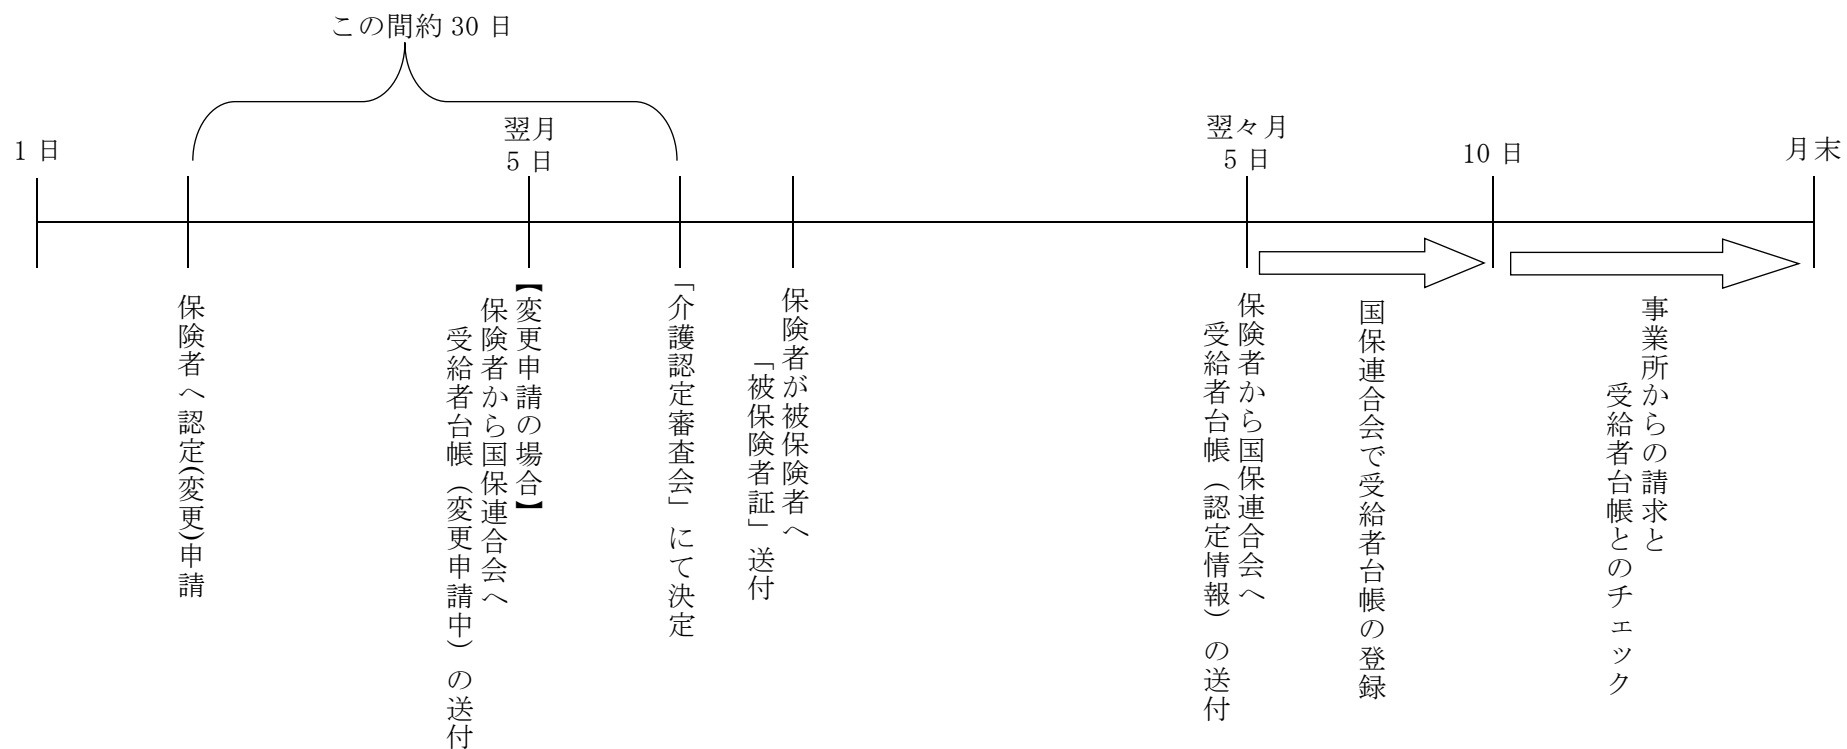 この間約 30 日
1 日
翌月
5 日
翌々月
5 日
10 日
月末
保険者へ認定(変更)申請
【変更申請の場合】
保険者から国保連合会へ
受給者台帳（変更申請中）の送付
「介護認定審査会」にて決定
保険者が被保険者へ
「被保険者証」送付
保険者から国保連合会へ
受給者台帳（認定情報）の送付
国保連合会で受給者台帳の登録
事業所からの請求と
受給者台帳とのチェック